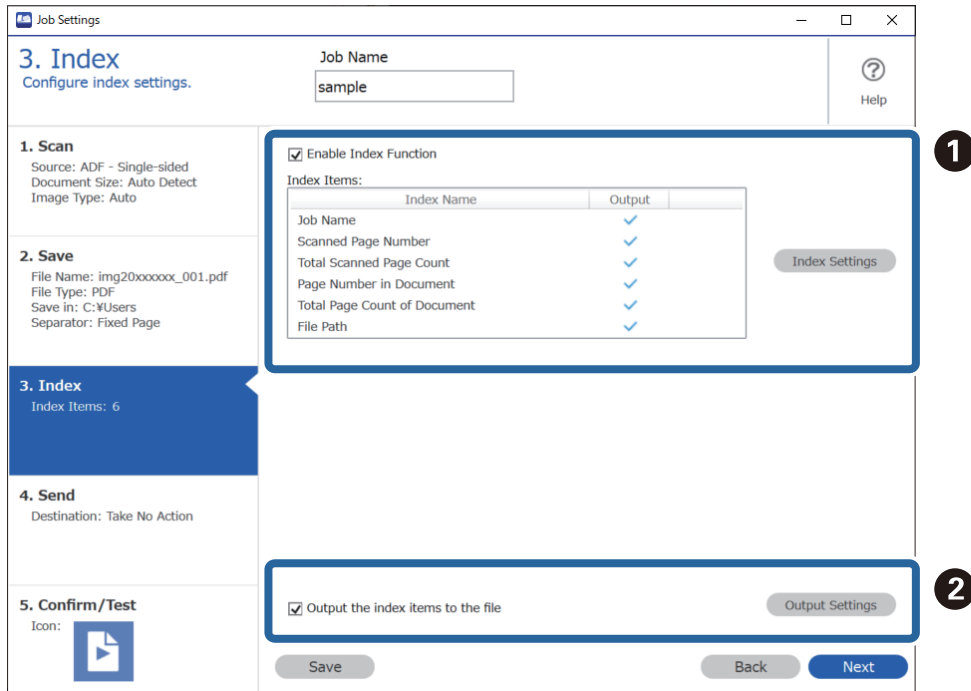 Job Settings
3. Index
Configure index settings.
Job Name
sample
Help
1. Scan
Source: ADF - Single-sided
Document Size: Auto Detect
Image Type: Auto
2. Save
File Name: img20xxxxxx_001.pdf
File Type: PDF
Save in: C:¥Users
Separator: Fixed Page
3. Index
Index Items: 6
4. Send
Destination: Take No Action
5. Confirm/Test
Icon:
1
Enable Index Function
Index Items:
Index Name Output
Job Name
Scanned Page Number
Total Scanned Page Count
Page Number in Document
Total Page Count of Document
File Path
Index Settings
2
Output the index items to the file
Output Settings
Save Back Next